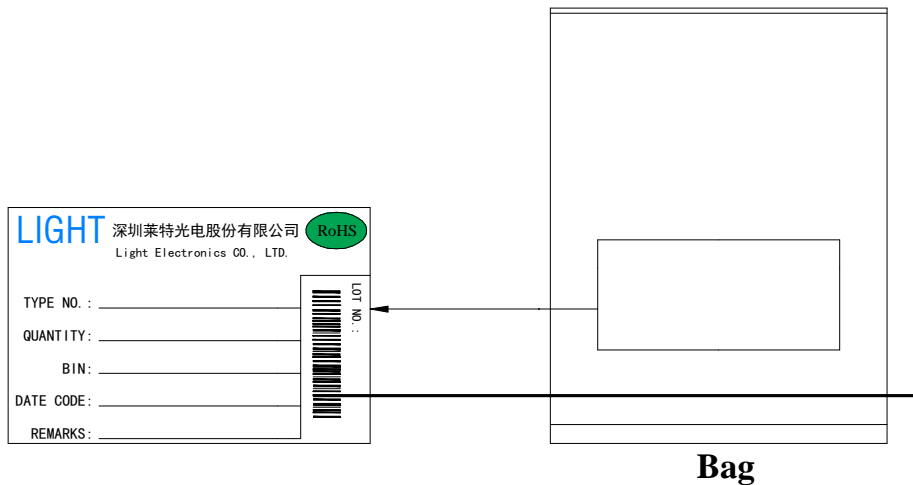 LIGHT 深圳莱特光电股份有限公司 RoHS
Light Electronics CO., LTD.
LOT NO.:
TYPE NO.:
QUANTITY:
BIN:
DATE CODE:
REMARKS:
Bag